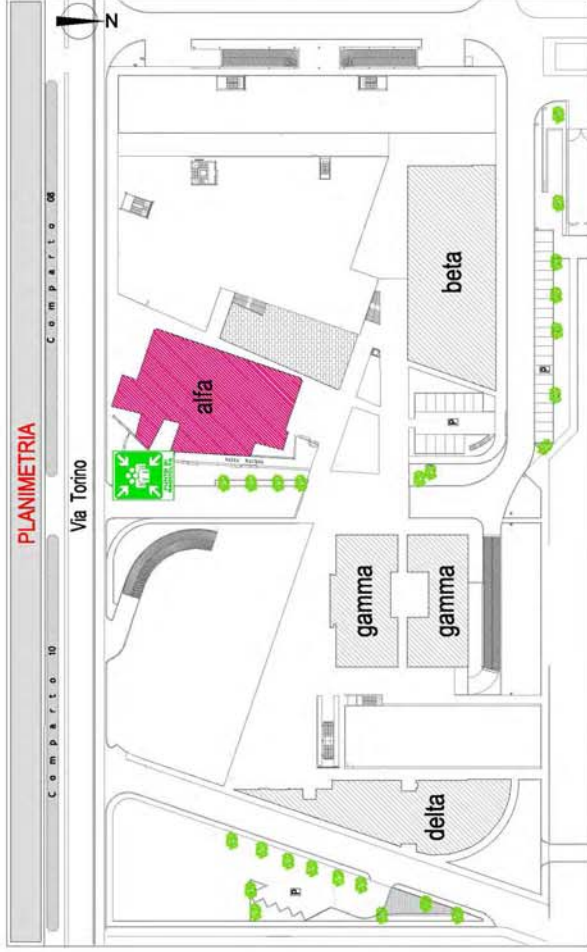 PLANIMETRIA
Comparto 10
Comparto 08
Via Torino
N
alfa
beta
gamma
gamma
delta
P
P
P